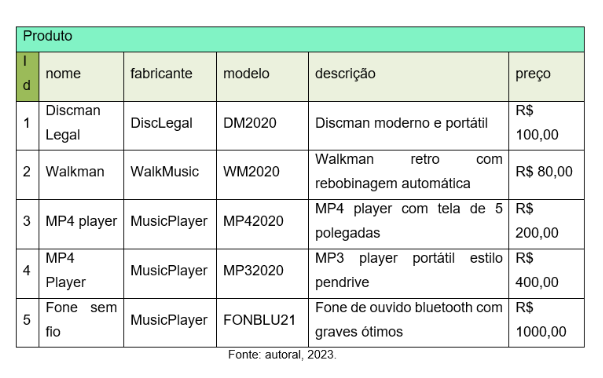 Produto
Id nome fabricante modelo descrição preço
1 Discman Legal DiscLegal DM2020 Discman moderno e portátil R$ 100,00
2 Walkman WalkMusic WM2020 Walkman retro com rebobinagem automática R$ 80,00
3 MP4 player MusicPlayer MP42020 MP4 player com tela de 5 polegadas R$ 200,00
4 MP4 Player MusicPlayer MP32020 MP3 player portátil estilo pendrive R$ 400,00
5 Fone sem fio MusicPlayer FONBLU21 Fone de ouvido bluetooth com graves ótimos R$ 1000,00
Fonte: autoral, 2023.